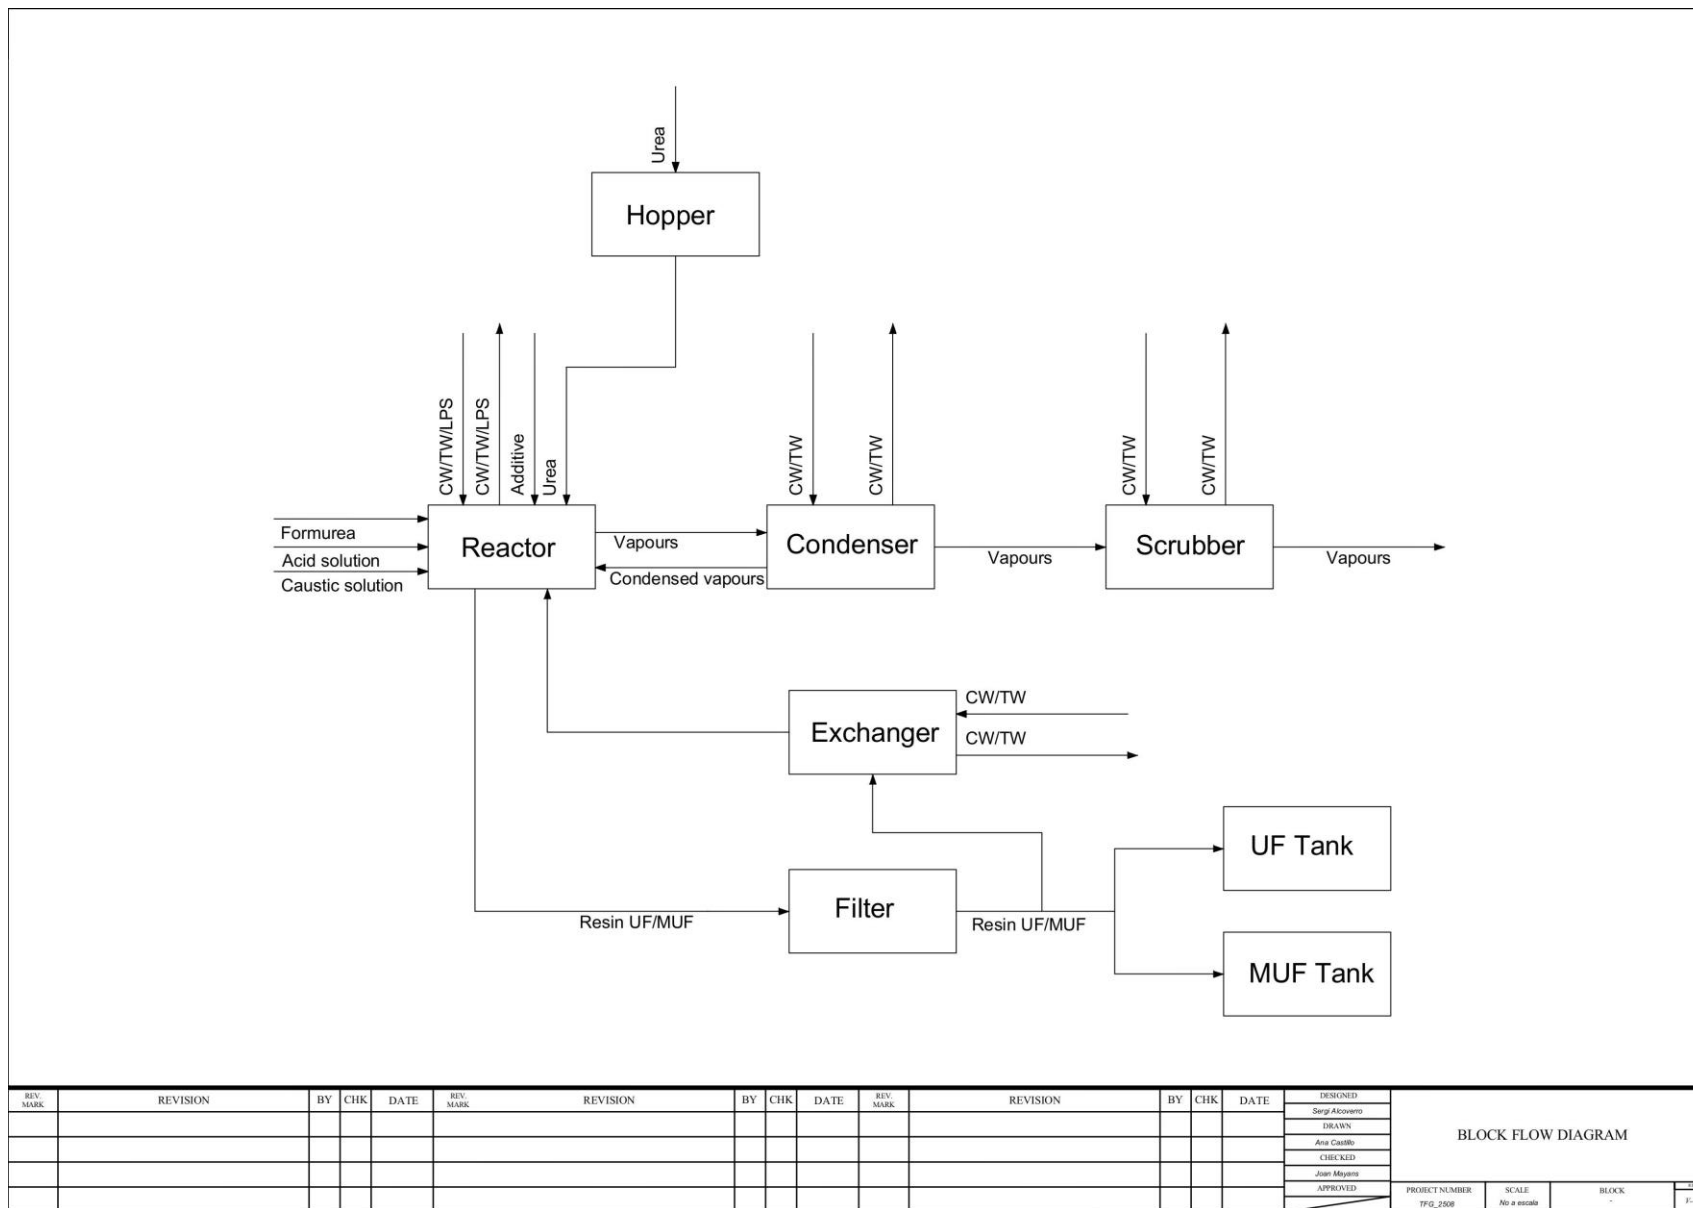 Urea
Hopper
CW/TW/LPS
CW/TW/LPS
Additive
Urea
CW/TW
CW/TW
CW/TW
CW/TW
Formurea
Acid solution
Caustic solution
Reactor
Vapours
Condensed vapours
Condenser
Vapours
Scrubber
Vapours
Exchanger
CW/TW
CW/TW
UF Tank
Filter
Resin UF/MUF
Resin UF/MUF
MUF Tank
REV. MARK REVISION BY CHK DATE REV. MARK REVISION BY CHK DATE REV. MARK REVISION BY CHK DATE
DESIGNED
Sergi Alcoverro
DRAWN
Ana Castillo
CHECKED
Joan Mayans
APPROVED
BLOCK FLOW DIAGRAM
PROJECT NUMBER SCALE BLOCK
TFG_2508 No a escala -